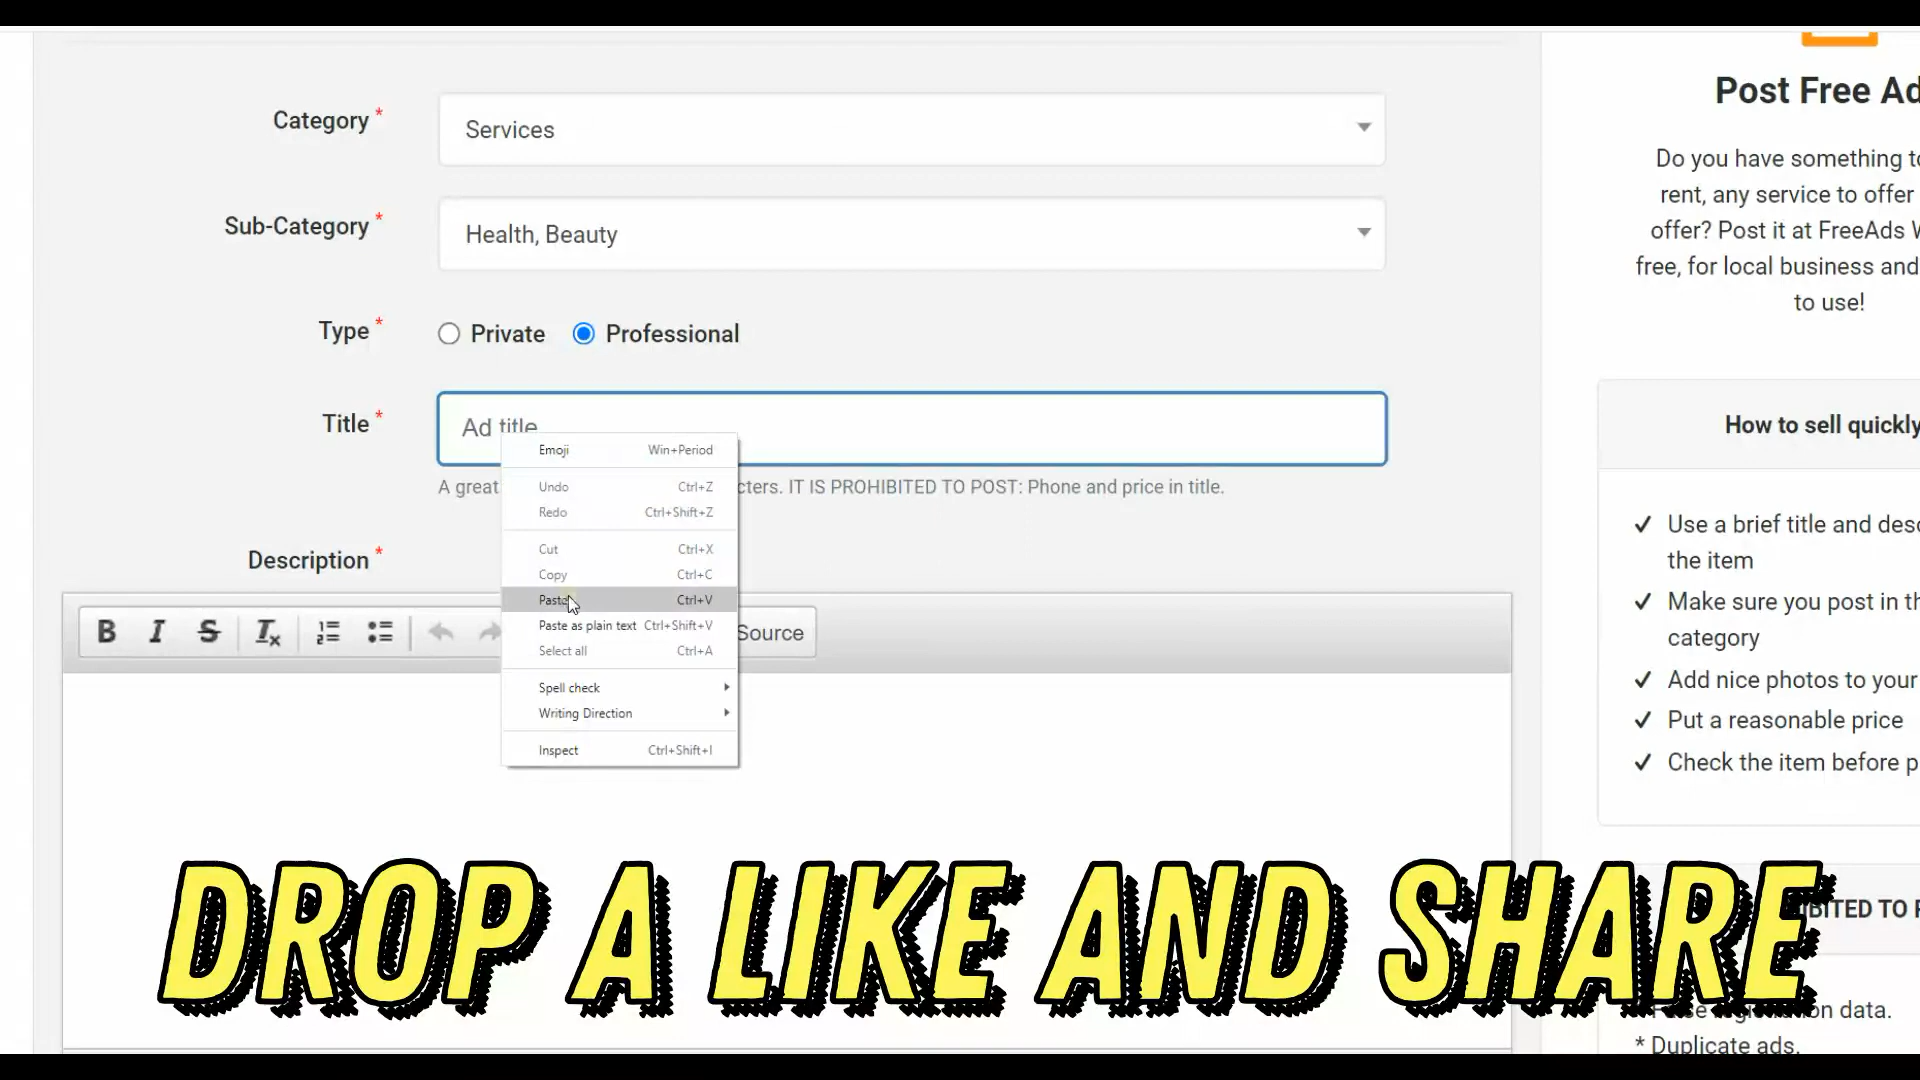 Category *
Services
Sub-Category *
Health, Beauty
Type *
Private
Professional
Title *
Ad title
A great
cters. IT IS PROHIBITED TO POST: Phone and price in title.
Emoji Win+Period
Undo Ctrl+Z
Redo Ctrl+Shift+Z
Cut Ctrl+X
Copy Ctrl+C
Paste Ctrl+V
Paste as plain text Ctrl+Shift+V
Select all Ctrl+A
Spell check
Writing Direction
Inspect Ctrl+Shift+I
Description *
B I S Tx
Source
Post Free Ad
Do you have something to
rent, any service to offer
offer? Post it at FreeAds W
free, for local business and
to use!
How to sell quickly
✓ Use a brief title and desc
the item
✓ Make sure you post in th
category
✓ Add nice photos to your
✓ Put a reasonable price
✓ Check the item before p
BITED TO P
on data.
* Duplicate ads.
DROP A LIKE AND SHARE